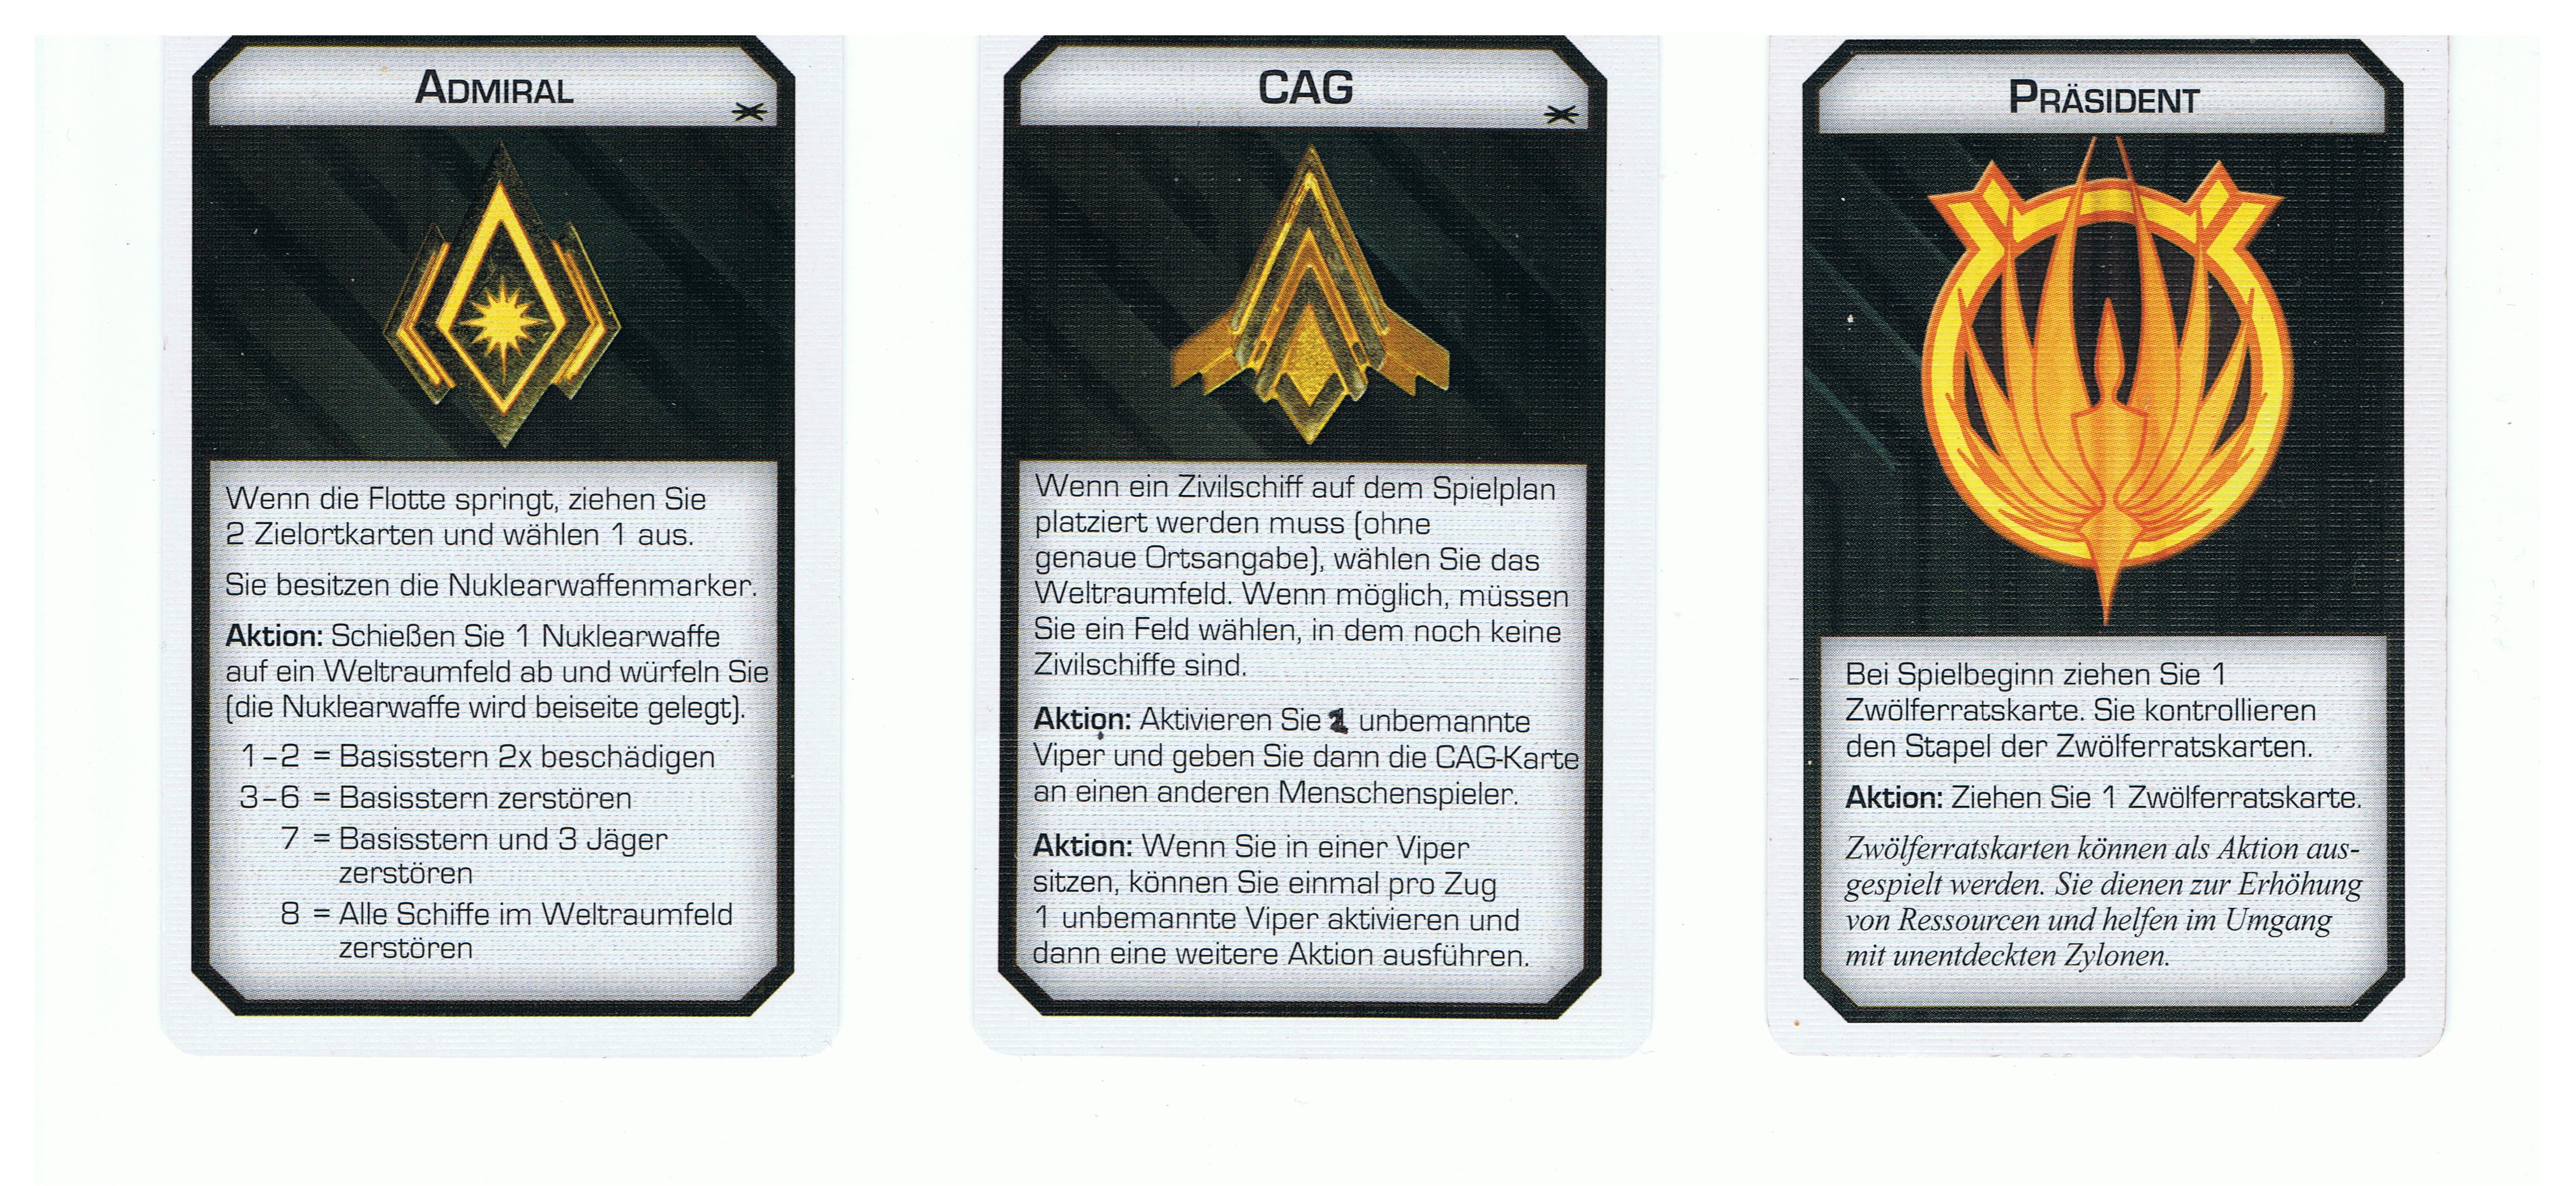 ADMIRAL
Wenn die Flotte springt, ziehen Sie
2 Zielortkarten und wählen 1 aus.
Sie besitzen die Nuklearwaffenmarker.
Aktion: Schießen Sie 1 Nuklearwaffe
auf ein Weltraumfeld ab und würfeln Sie
(die Nuklearwaffe wird beiseite gelegt).
1–2 = Basisstern 2x beschädigen
3–6 = Basisstern zerstören
7 = Basisstern und 3 Jäger
zerstören
8 = Alle Schiffe im Weltraumfeld
zerstören
CAG
Wenn ein Zivilschiff auf dem Spielplan
platziert werden muss (ohne
genaue Ortsangabe), wählen Sie das
Weltraumfeld. Wenn möglich, müssen
Sie ein Feld wählen, in dem noch keine
Zivilschiffe sind.
Aktion: Aktivieren Sie unbemannte
Viper und geben Sie dann die CAG-Karte
an einen anderen Menschenspieler.
Aktion: Wenn Sie in einer Viper
sitzen, können Sie einmal pro Zug
1 unbemannte Viper aktivieren und
dann eine weitere Aktion ausführen.
PRÄSIDENT
Bei Spielbeginn ziehen Sie 1
Zwölferratskarte. Sie kontrollieren
den Stapel der Zwölferratskarten.
Aktion: Ziehen Sie 1 Zwölferratskarte.
Zwölferratskarten können als Aktion aus-
gespielt werden. Sie dienen zur Erhöhung
von Ressourcen und helfen im Umgang
mit unentdeckten Zylonen.